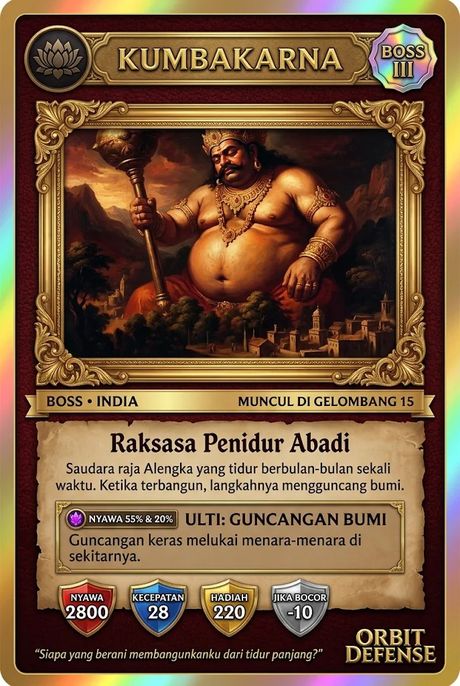 KUMBAKARNA
BOSS
III
BOSS • INDIA
MUNCUL DI GELOMBANG 15
Raksasa Penidur Abadi
Saudara raja Alengka yang tidur berbulan-bulan sekali
waktu. Ketika terbangun, langkahnya mengguncang bumi.
NYAWA 55% & 20%
ULTI: GUNCANGAN BUMI
Guncangan keras melukai menara-menara di
sekitarnya.
NYAWA
2800
KECEPATAN
28
HADIAH
220
JIKA BOCOR
-10
ORBIT
DEFENSE
"Siapa yang berani membangunkanku dari tidur panjang?"